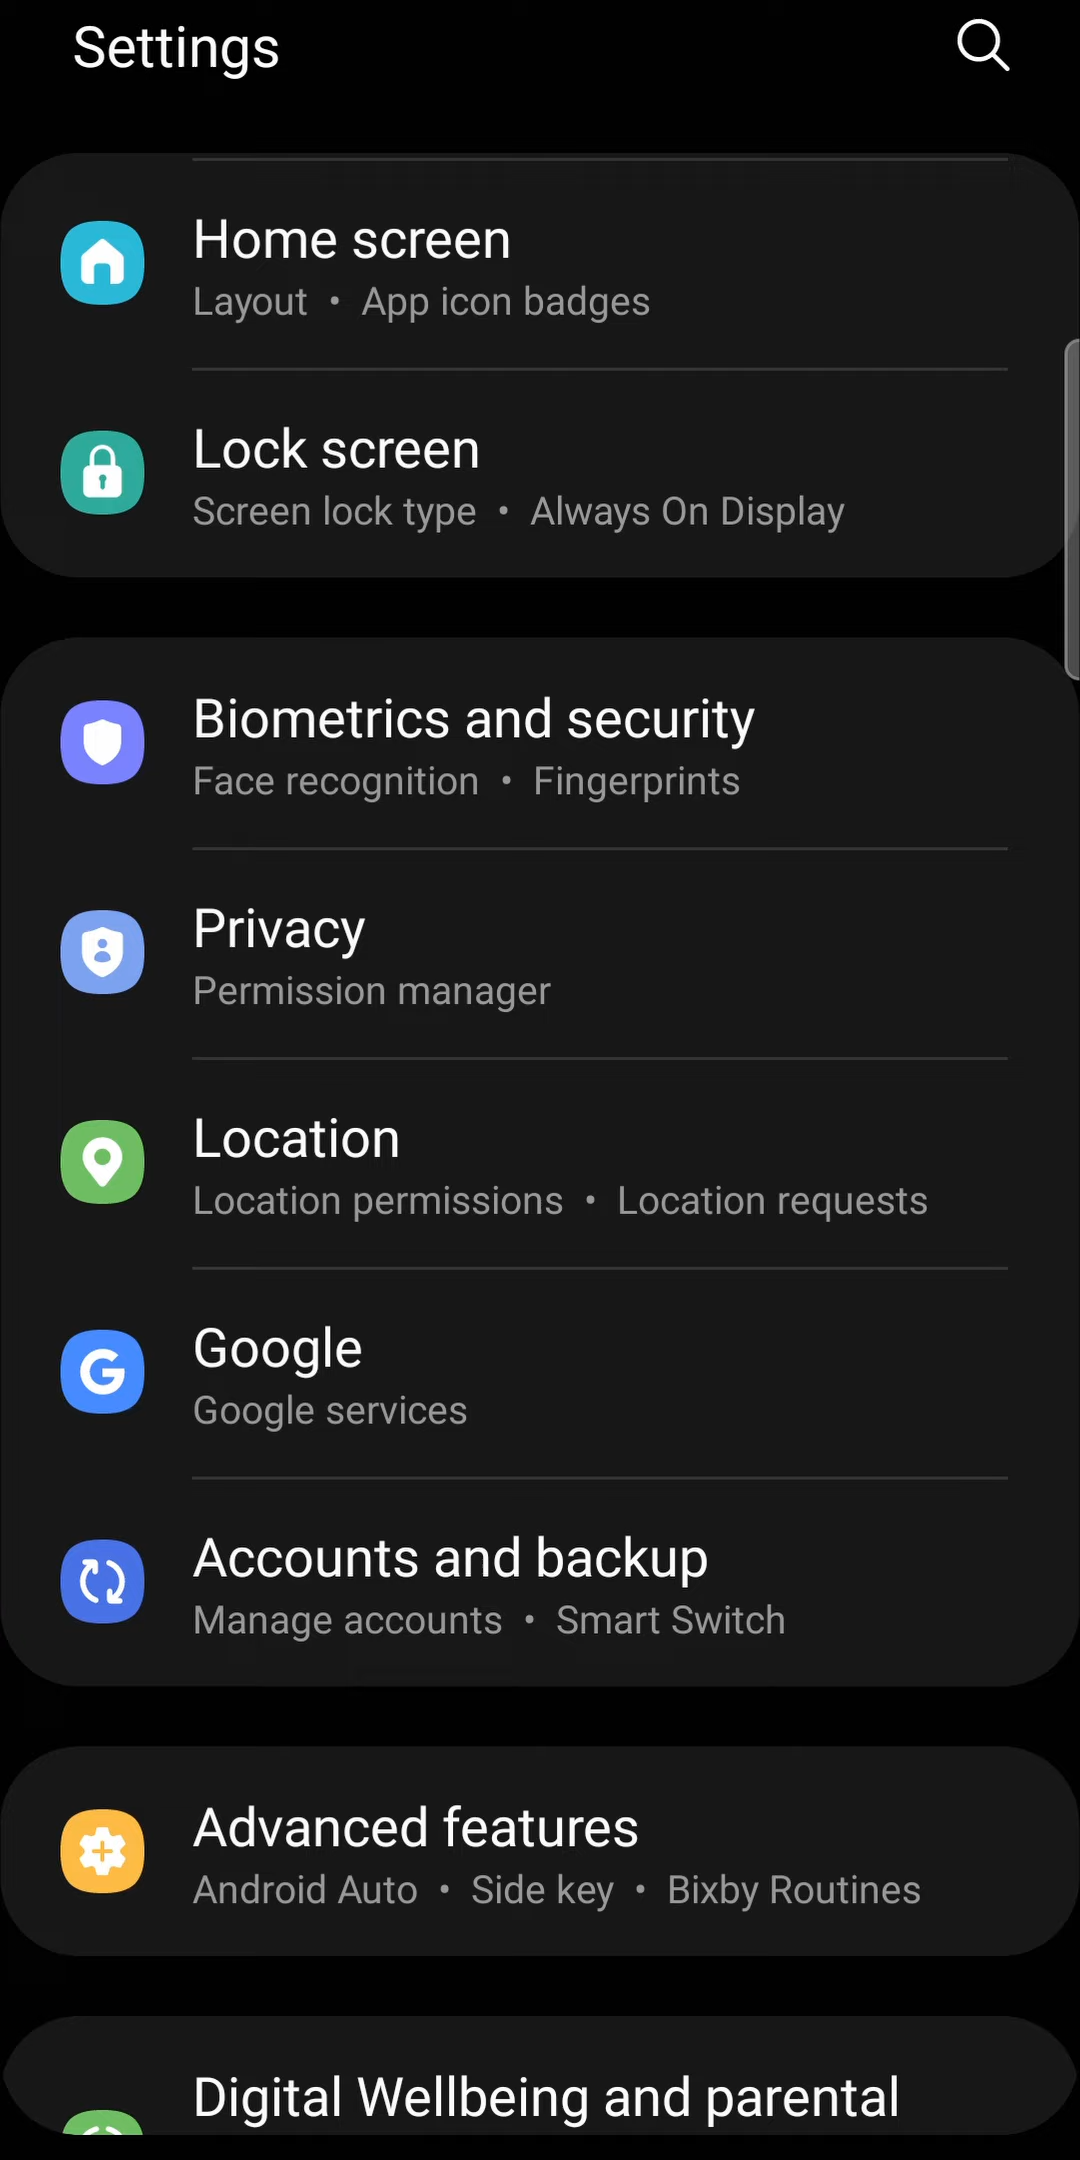 Settings
Home screen
Layout • App icon badges
Lock screen
Screen lock type • Always On Display
Biometrics and security
Face recognition • Fingerprints
Privacy
Permission manager
Location
Location permissions • Location requests
Google
Google services
Accounts and backup
Manage accounts • Smart Switch
Advanced features
Android Auto • Side key • Bixby Routines
Digital Wellbeing and parental